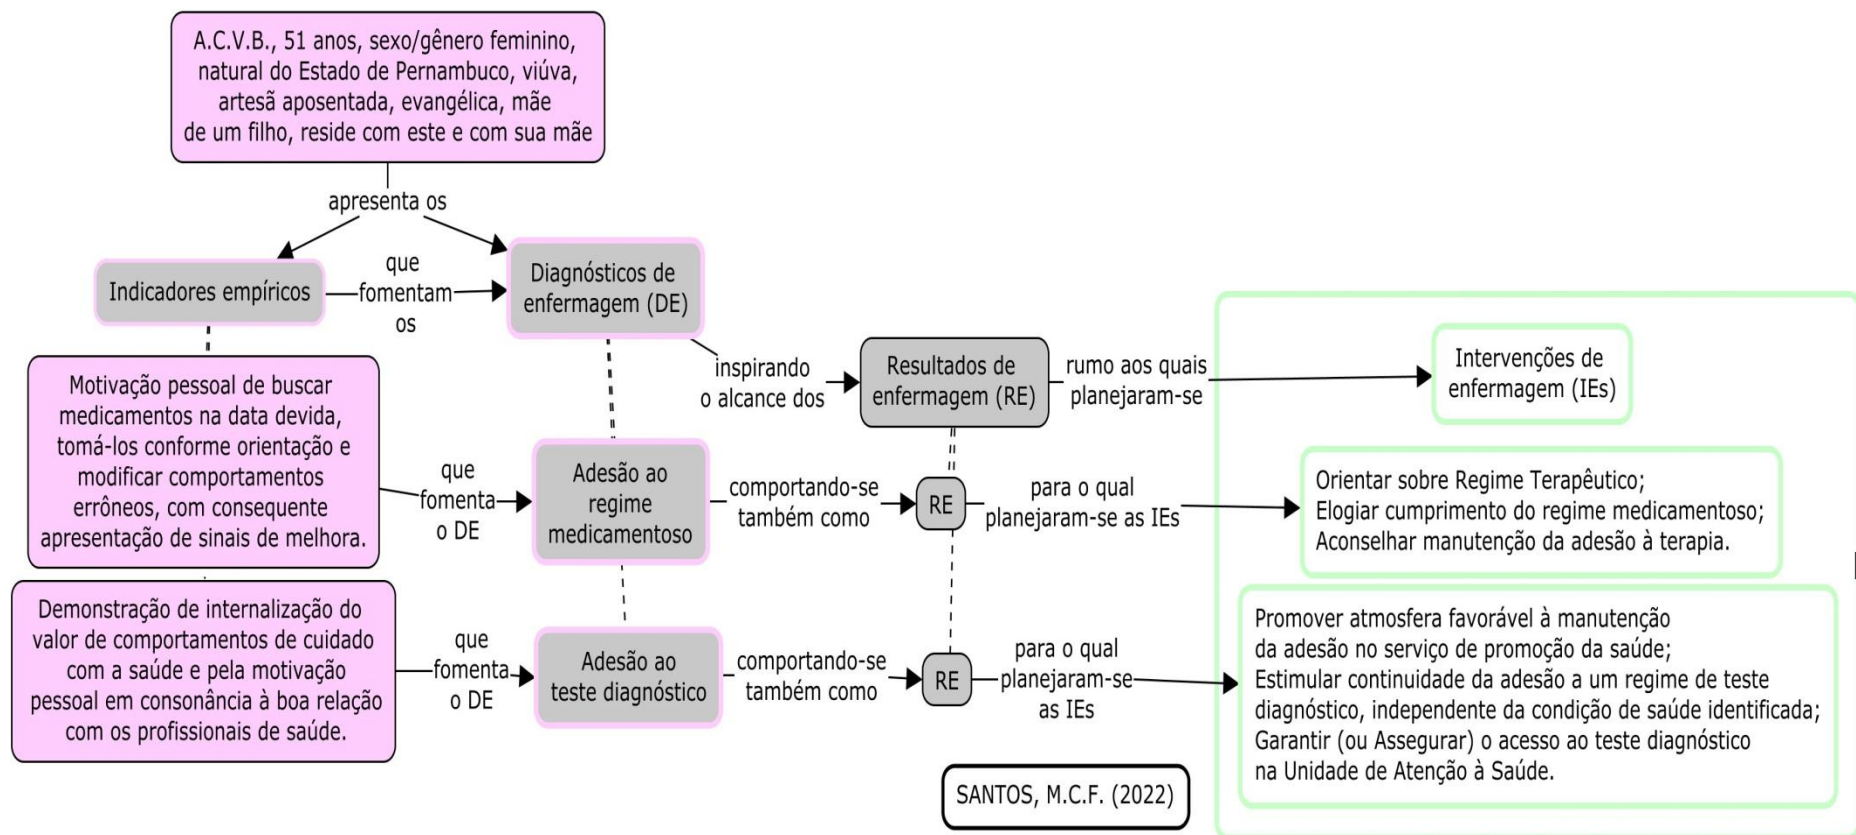 A.C.V.B., 51 anos, sexo/gênero feminino,
natural do Estado de Pernambuco, viúva,
artesã aposentada, evangélica, mãe
de um filho, reside com este e com sua mãe
apresenta os
Indicadores empíricos
que
fomentam
os
Diagnósticos de
enfermagem (DE)
inspirando
o alcance dos
Resultados de
enfermagem (RE)
rumo aos quais
planejaram-se
Intervenções de
enfermagem (IEs)
Motivação pessoal de buscar
medicamentos na data devida,
tomá-los conforme orientação e
modificar comportamentos
errôneos, com consequente
apresentação de sinais de melhora.
que
fomenta
o DE
Adesão ao
regime
medicamentoso
comportando-se
também como
RE
para o qual
planejaram-se as IEs
Orientar sobre Regime Terapêutico;
Elogiar cumprimento do regime medicamentoso;
Aconselhar manutenção da adesão à terapia.
Demonstração de internalização do
valor de comportamentos de cuidado
com a saúde e pela motivação
pessoal em consonância à boa relação
com os profissionais de saúde.
que
fomenta
o DE
Adesão ao
teste diagnóstico
comportando-se
também como
RE
para o qual
planejaram-se
as IEs
Promover atmosfera favorável à manutenção
da adesão no serviço de promoção da saúde;
Estimular continuidade da adesão a um regime de teste
diagnóstico, independente da condição de saúde identificada;
Garantir (ou Assegurar) o acesso ao teste diagnóstico
na Unidade de Atenção à Saúde.
SANTOS, M.C.F. (2022)